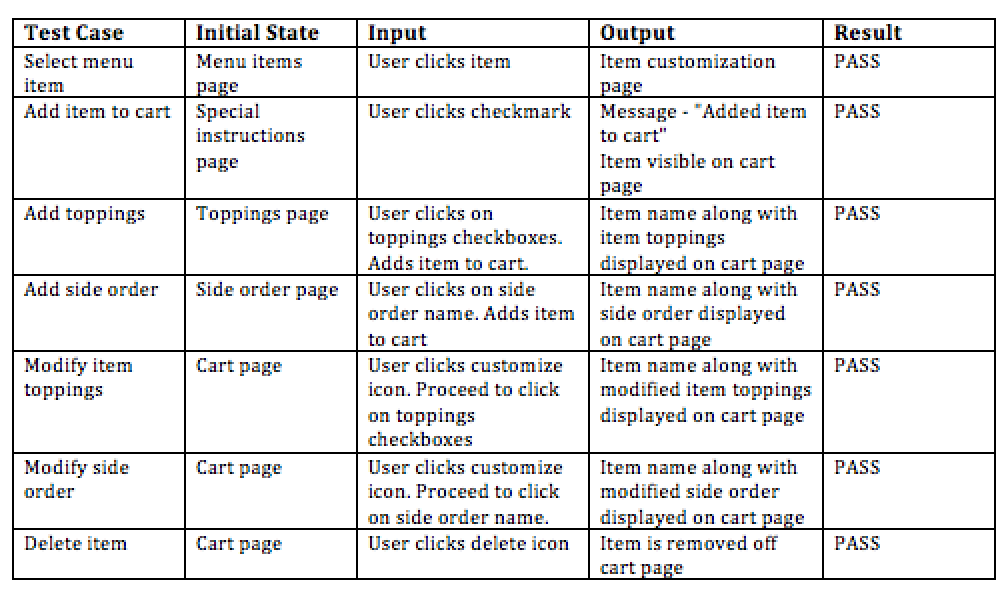 Test Case Initial State Input Output Result
Select menu item Menu items page User clicks item Item customization page PASS
Add item to cart Special instructions page User clicks checkmark Message - "Added item to cart" Item visible on cart page PASS
Add toppings Toppings page User clicks on toppings checkboxes. Adds item to cart. Item name along with item toppings displayed on cart page PASS
Add side order Side order page User clicks on side order name. Adds item to cart Item name along with side order displayed on cart page PASS
Modify item toppings Cart page User clicks customize icon. Proceed to click on toppings checkboxes Item name along with modified item toppings displayed on cart page PASS
Modify side order Cart page User clicks customize icon. Proceed to click on side order name. Item name along with modified side order displayed on cart page PASS
Delete item Cart page User clicks delete icon Item is removed off cart page PASS